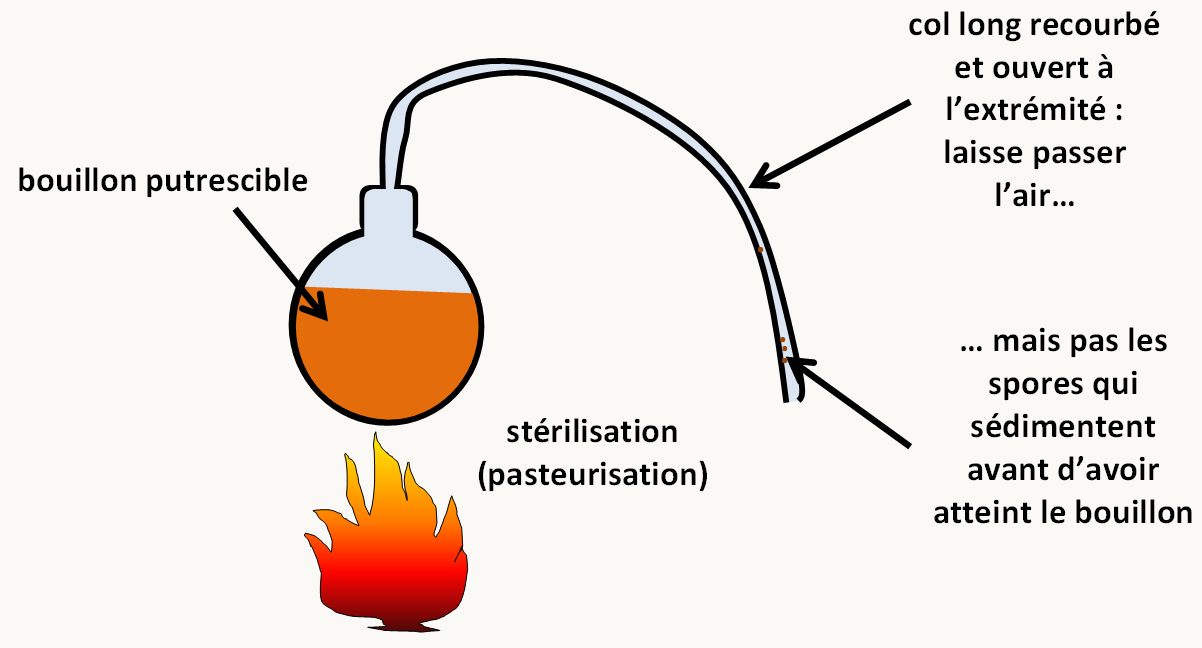 col long recourbé
et ouvert à
l’extrémité :
laisse passer
l’air…
bouillon putrescible
… mais pas les
spores qui
sédimentent
avant d’avoir
atteint le bouillon
stérilisation
(pasteurisation)